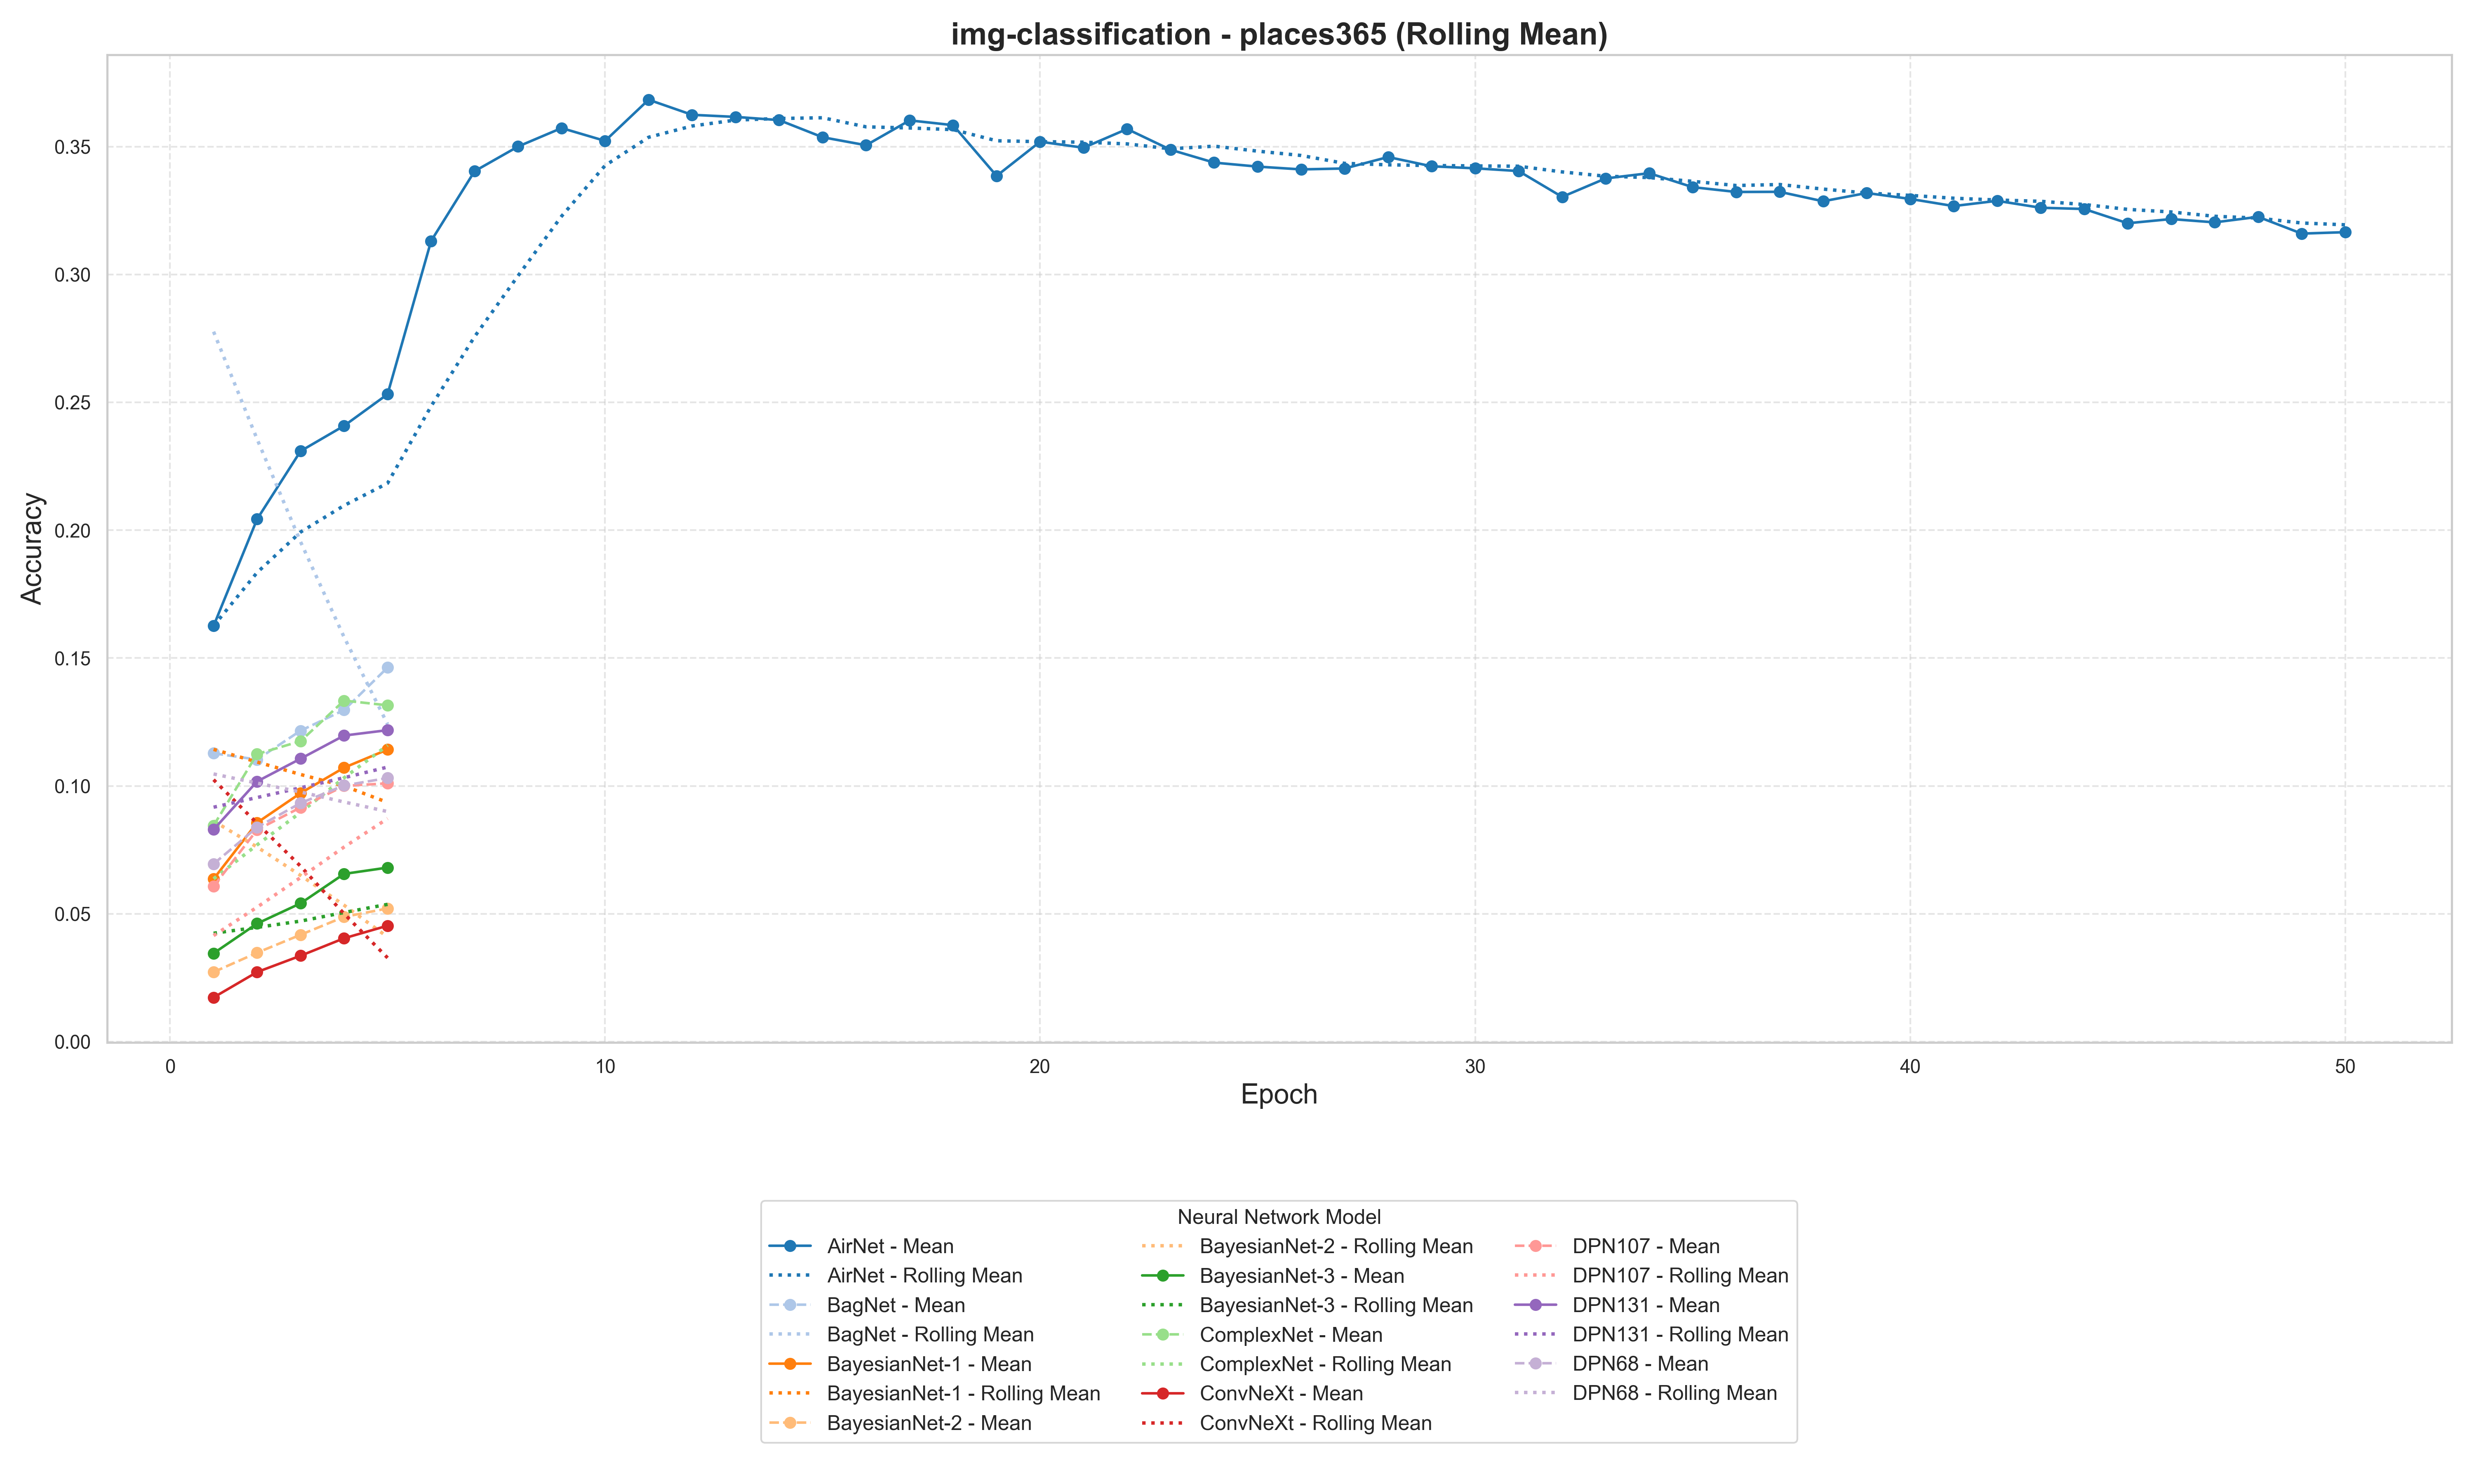 img-classification - places365 (Rolling Mean)
0.35
0.30
0.25
0.20
0.15
0.10
0.05
0.00
Accuracy
0 10 20 30 40 50
Epoch
Neural Network Model
AirNet - Mean
AirNet - Rolling Mean
BagNet - Mean
BagNet - Rolling Mean
BayesianNet-1 - Mean
BayesianNet-1 - Rolling Mean
BayesianNet-2 - Mean
BayesianNet-2 - Rolling Mean
BayesianNet-3 - Mean
BayesianNet-3 - Rolling Mean
ComplexNet - Mean
ComplexNet - Rolling Mean
ConvNeXt - Mean
ConvNeXt - Rolling Mean
DPN107 - Mean
DPN107 - Rolling Mean
DPN131 - Mean
DPN131 - Rolling Mean
DPN68 - Mean
DPN68 - Rolling Mean